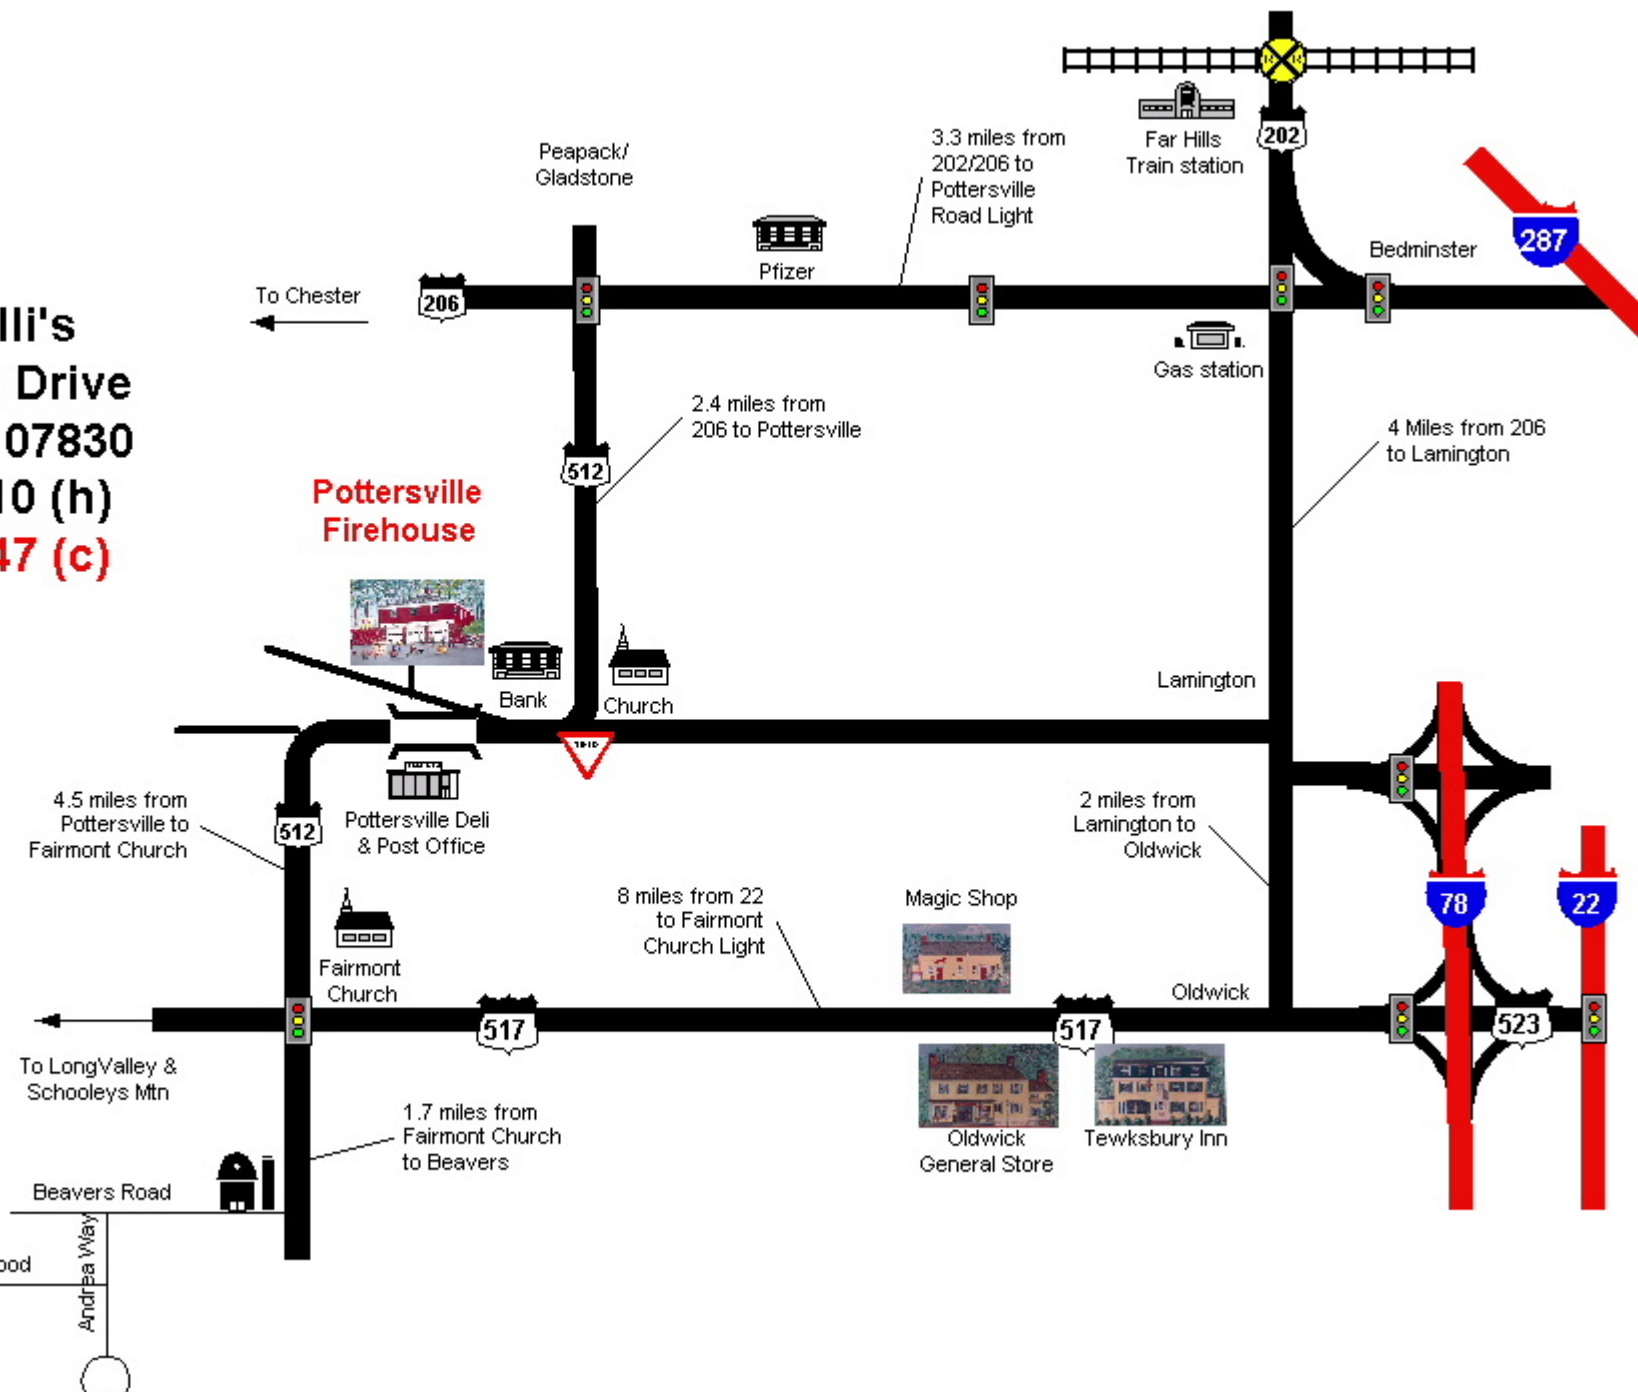 202
Far Hills
Train station
3.3 miles from
202/206 to
Pottersville
Road Light
Peapack/
Gladstone
287
Bedminster
Pfizer
To Chester
206
Gas station
lli's
Drive
07830
10 (h)
47 (c)
2.4 miles from
206 to Pottersville
512
4 Miles from 206
to Lamington
Pottersville
Firehouse
Bank
Church
Lamington
4.5 miles from
Pottersville to
Fairmont Church
512
Pottersville Deli
& Post Office
2 miles from
Lamington to
Oldwick
78
22
8 miles from 22
to Fairmont
Church Light
Magic Shop
Fairmont
Church
Oldwick
517
517
523
To LongValley &
Schooleys Mtn
1.7 miles from
Fairmont Church
to Beavers
Oldwick
General Store
Tewksbury Inn
Beavers Road
Andrea Way
ood